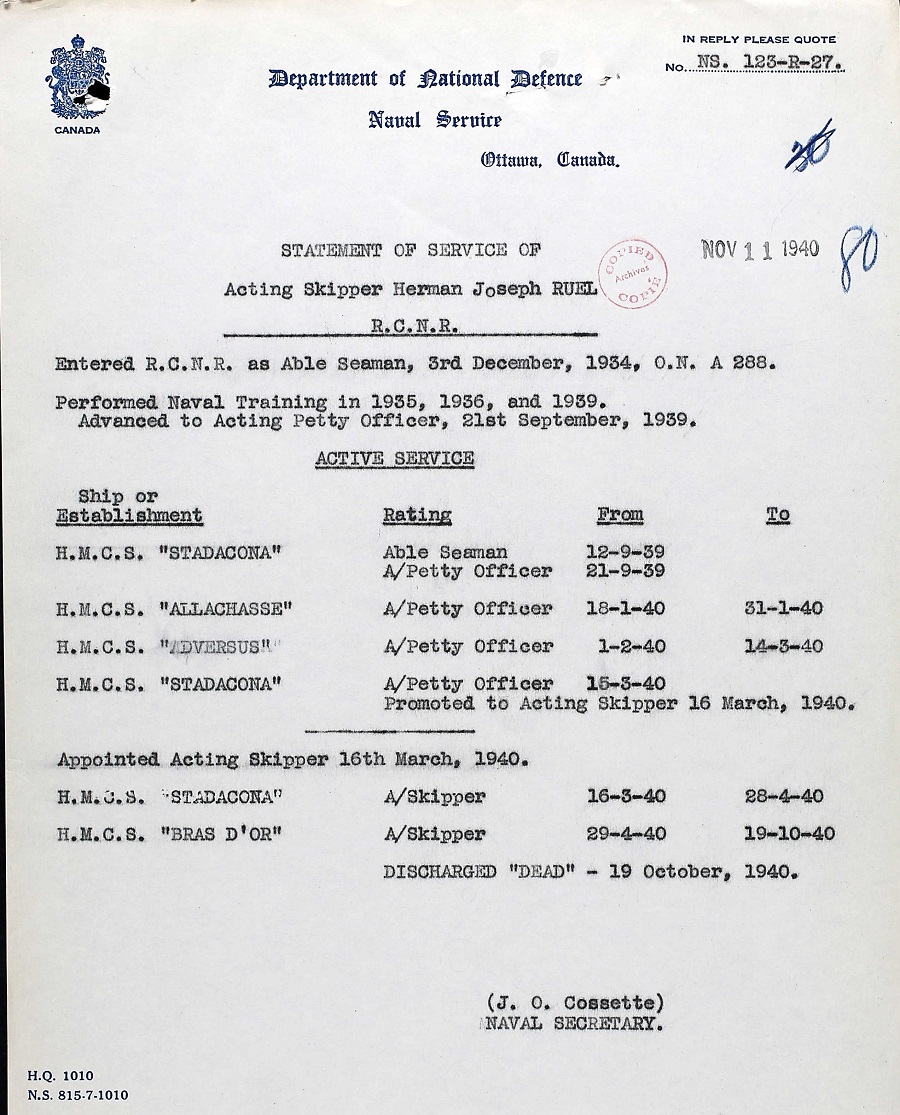 IN REPLY PLEASE QUOTE
No. NS. 123-R-27.
CANADA
Department of National Defence
Naval Service
Ottawa, Canada.
STATEMENT OF SERVICE OF
COPIED Archives COPIE
NOV 11 1940
80
Acting Skipper Herman Joseph RUEL
R.C.N.R.
Entered R.C.N.R. as Able Seaman, 3rd December, 1934, O.N. A 288.
Performed Naval Training in 1935, 1936, and 1939.
Advanced to Acting Petty Officer, 21st September, 1939.
ACTIVE SERVICE
Ship or
Establishment Rating From To
H.M.C.S. "STADACONA" Able Seaman 12-9-39
A/Petty Officer 21-9-39
H.M.C.S. "ALLACHASSE" A/Petty Officer 18-1-40 31-1-40
H.M.C.S. "ADVERSUS" A/Petty Officer 1-2-40 14-3-40
H.M.C.S. "STADACONA" A/Petty Officer 15-3-40
Promoted to Acting Skipper 16 March, 1940.
Appointed Acting Skipper 16th March, 1940.
H.M.C.S. "STADACONA" A/Skipper 16-3-40 28-4-40
H.M.C.S. "BRAS D'OR" A/Skipper 29-4-40 19-10-40
DISCHARGED "DEAD" - 19 October, 1940.
(J. O. Cossette)
NAVAL SECRETARY.
H.Q. 1010
N.S. 815-7-1010